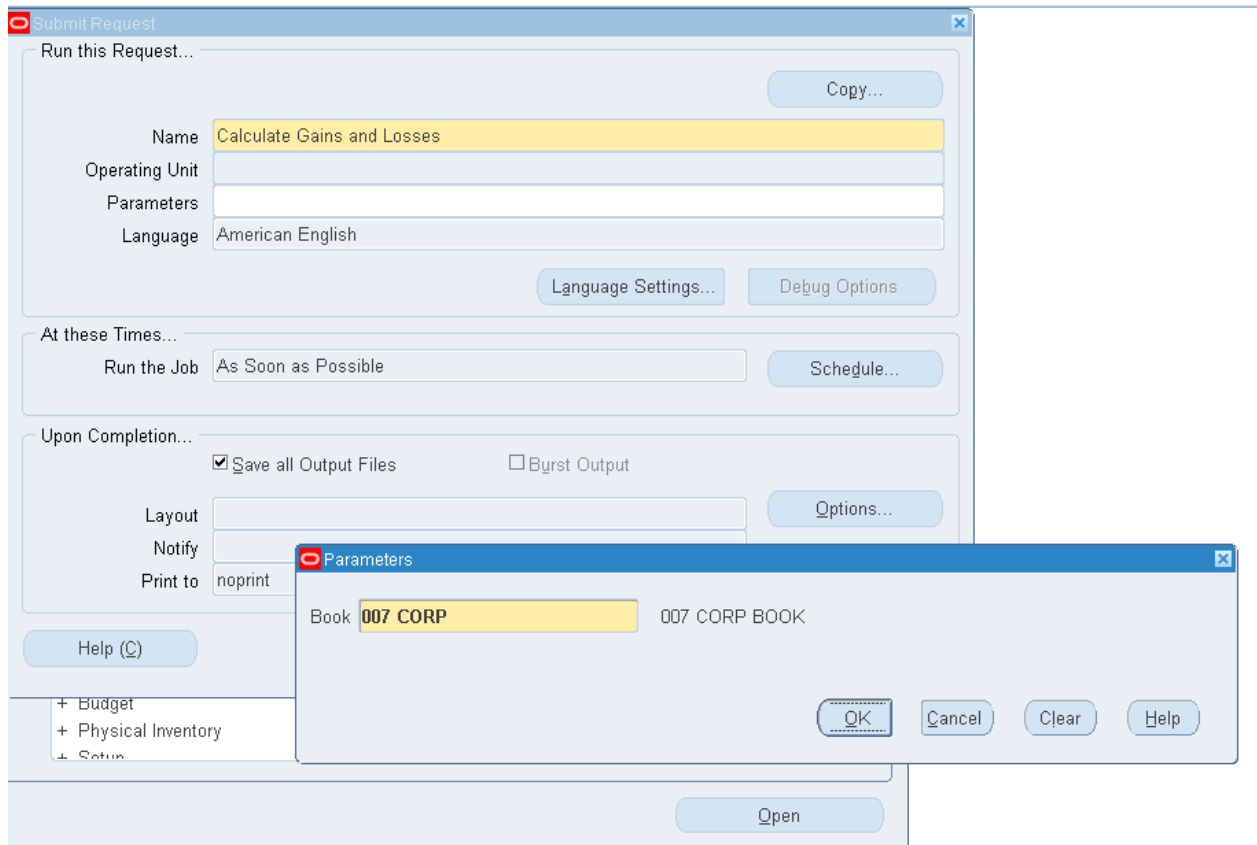 Submit Request
Run this Request...
Copy...
Name Calculate Gains and Losses
Operating Unit
Parameters
Language American English
Language Settings... Debug Options
At these Times...
Run the Job As Soon as Possible Schedule...
Upon Completion...
Save all Output Files Burst Output
Layout Options...
Notify
Print to noprint
Parameters
Book 007 CORP 007 CORP BOOK
OK Cancel Clear Help
Help (C)
+ Budget
+ Physical Inventory
+ Setup
Open